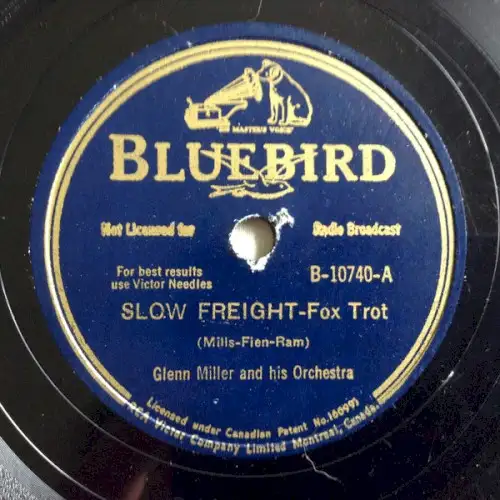 "HIS MASTER'S VOICE"
BLUEBIRD
Not Licensed for Radio Broadcast
For best results
use Victor Needles
B-10740-A
SLOW FREIGHT-Fox Trot
(Mills-Fien-Ram)
Glenn Miller and his Orchestra
Licensed under Canadian Patent No. 160991
RCA Victor Company Limited Montreal, Canada.